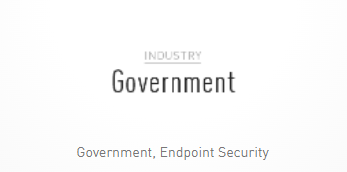 INDUSTRY
Government
Government, Endpoint Security